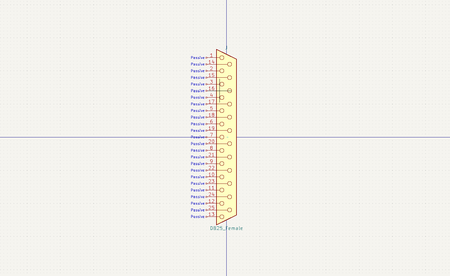 Passive 1
Passive 14
Passive 2
Passive 15
Passive 3
Passive 16
Passive 4
Passive 17
Passive 5
Passive 18
Passive 6
Passive 19
Passive 7
Passive 20
Passive 8
Passive 21
Passive 9
Passive 22
Passive 10
Passive 23
Passive 11
Passive 24
Passive 12
Passive 25
Passive 13
DB25_Female